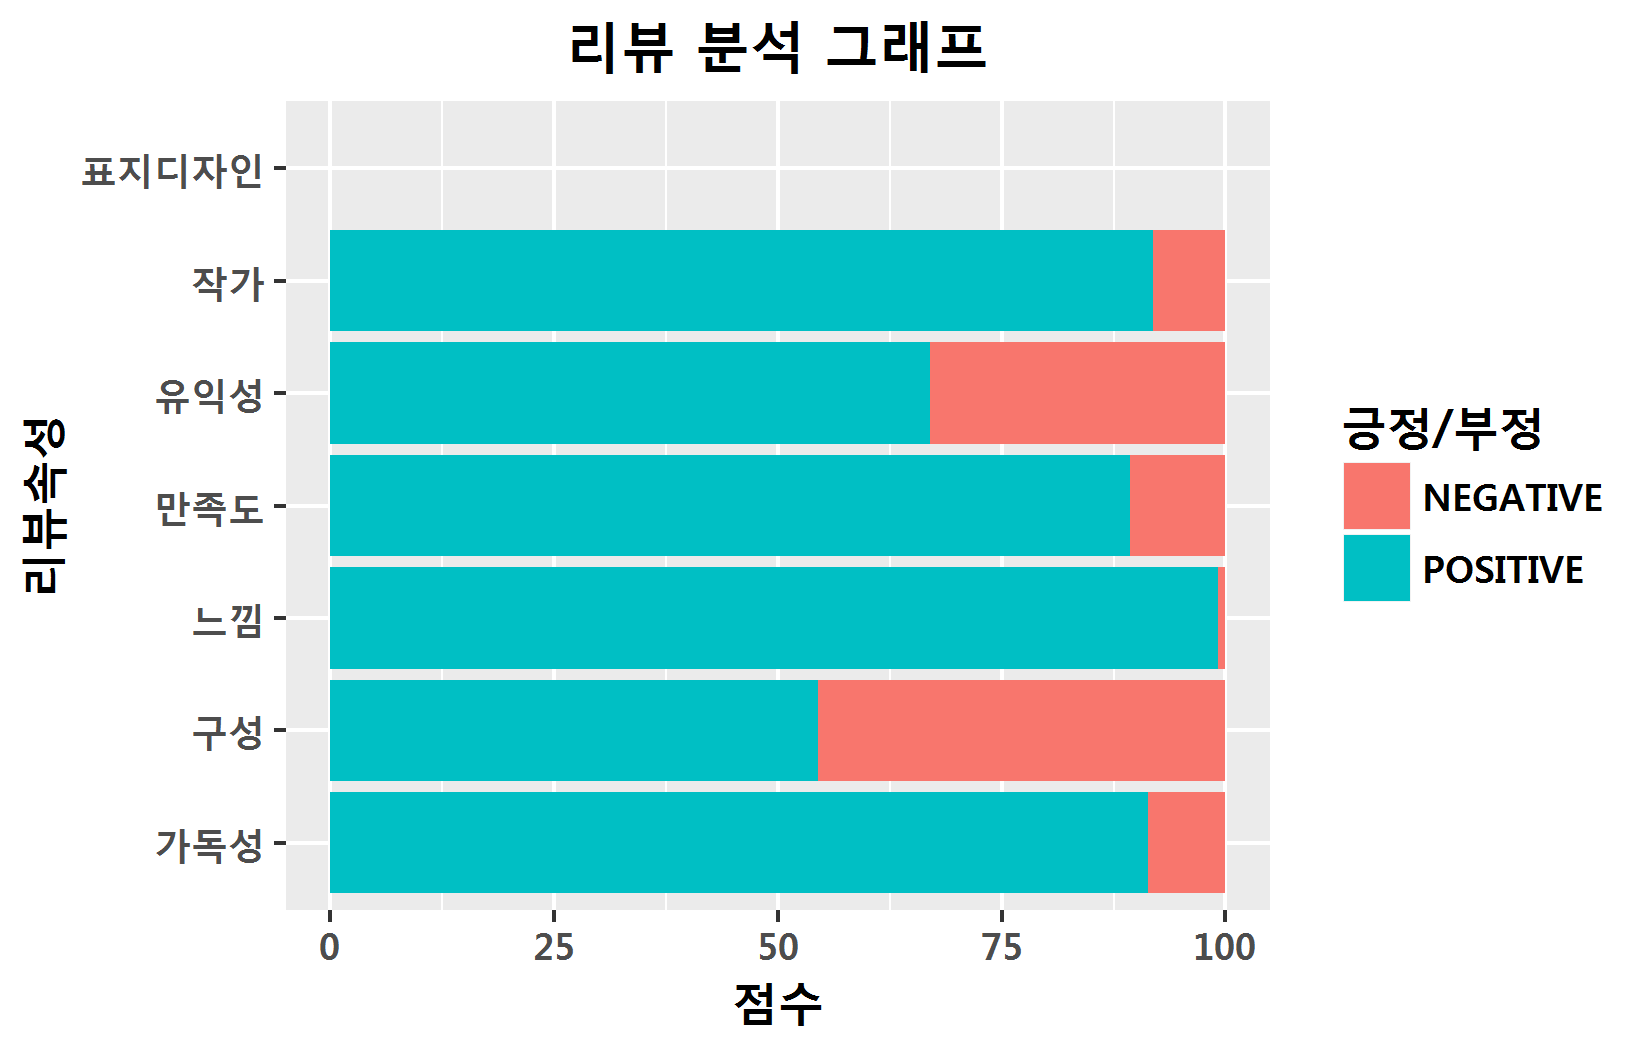 리뷰 분석 그래프
표지디자인
작가
유익성
만족도
느낌
구성
가독성
리뷰속성
0 25 50 75 100
점수
긍정/부정
NEGATIVE
POSITIVE